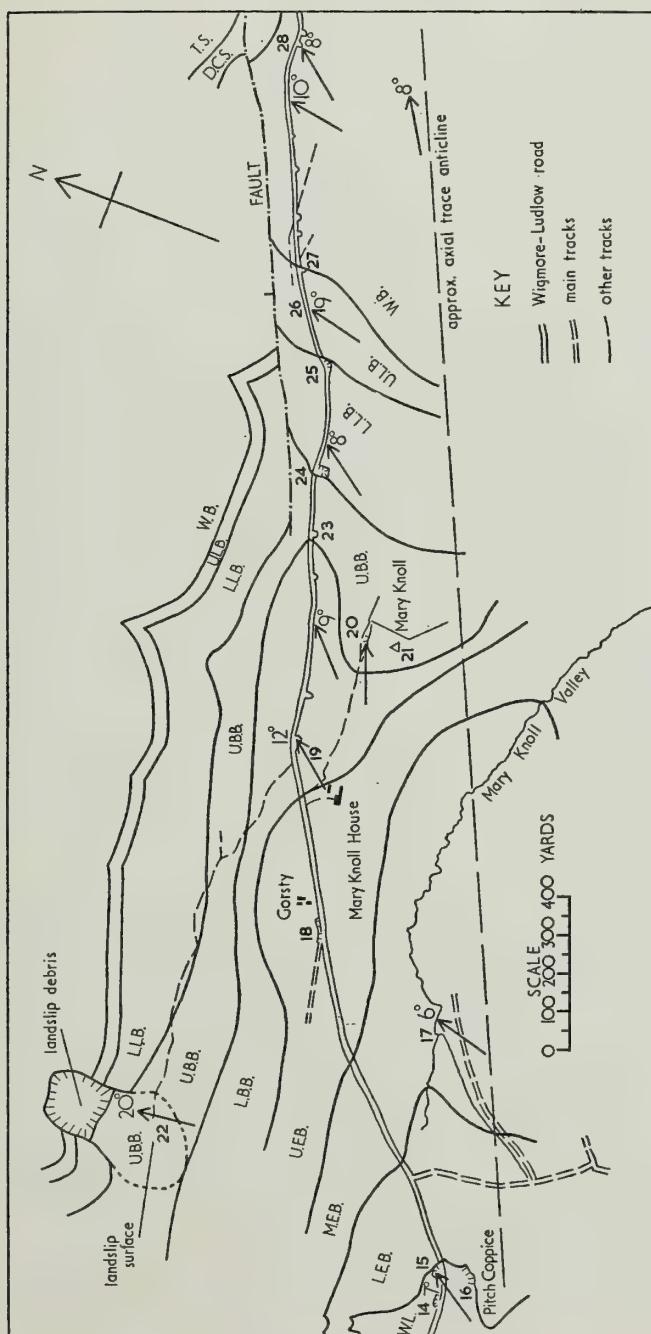 T.S.
D.C.S.
28
8°
N
10°
FAULT
8°
approx. axial trace anticline
27
26
9°
W.B.
KEY
U.L.B.
Wigmore-Ludlow road
25
main tracks
L.L.B.
other tracks
8°
24
W.B.
U.L.B.
L.L.B.
23
U.B.B.
Mary Knoll
20
21
9°
U.B.B.
12°
19
Mary Knoll House
Mary Knoll Valley
Gorsty
18
landslip debris
L.L.B.
U.B.B.
L.B.B.
U.E.B.
SCALE
0 100 200 300 400 YARDS
20°
U.B.B.
22
17
6°
landslip
surface
M.E.B.
L.E.B.
15
7°
14
16
W.L.
Pitch Coppice